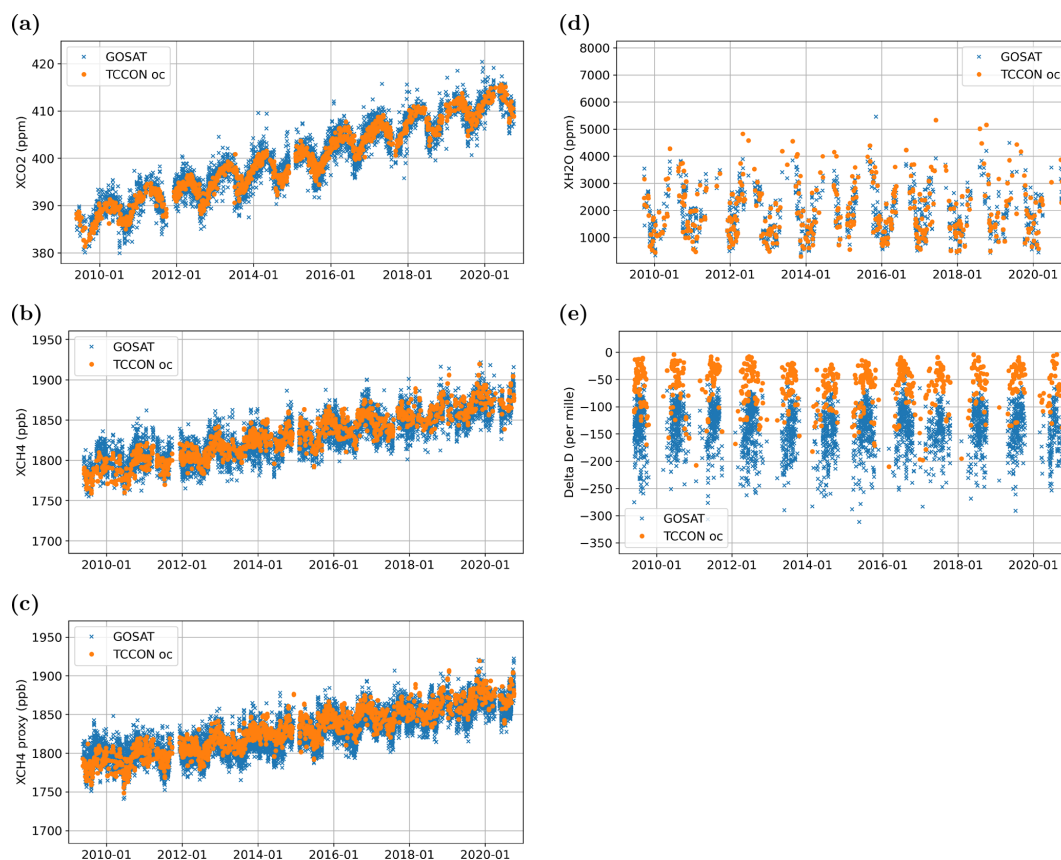 (a)
420
410
400
390
380
XCO2 (ppm)
GOSAT
TCCON oc
2010-01 2012-01 2014-01 2016-01 2018-01 2020-01
(b)
1950
1900
1850
1800
1750
1700
XCH4 (ppb)
GOSAT
TCCON oc
2010-01 2012-01 2014-01 2016-01 2018-01 2020-01
(c)
1950
1900
1850
1800
1750
1700
XCH4 proxy (ppb)
GOSAT
TCCON oc
2010-01 2012-01 2014-01 2016-01 2018-01 2020-01
(d)
8000
7000
6000
5000
4000
3000
2000
1000
XH2O (ppm)
GOSAT
TCCON oc
2010-01 2012-01 2014-01 2016-01 2018-01 2020-01
(e)
0
−50
−100
−150
−200
−250
−300
−350
Delta D (per mille)
GOSAT
TCCON oc
2010-01 2012-01 2014-01 2016-01 2018-01 2020-01